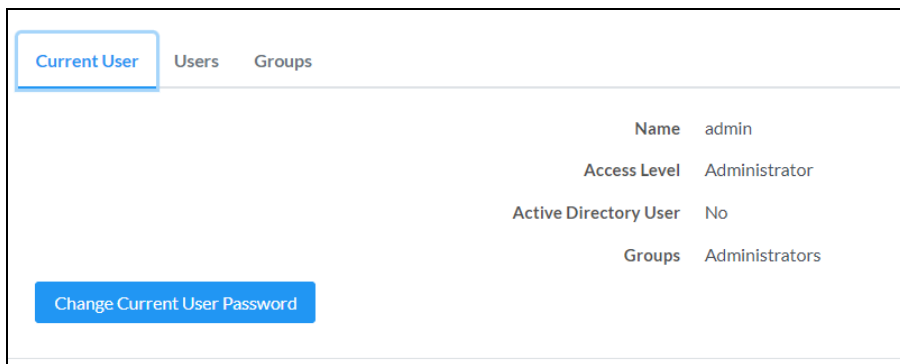 Current User Users Groups
Name admin
Access Level Administrator
Active Directory User No
Groups Administrators
Change Current User Password